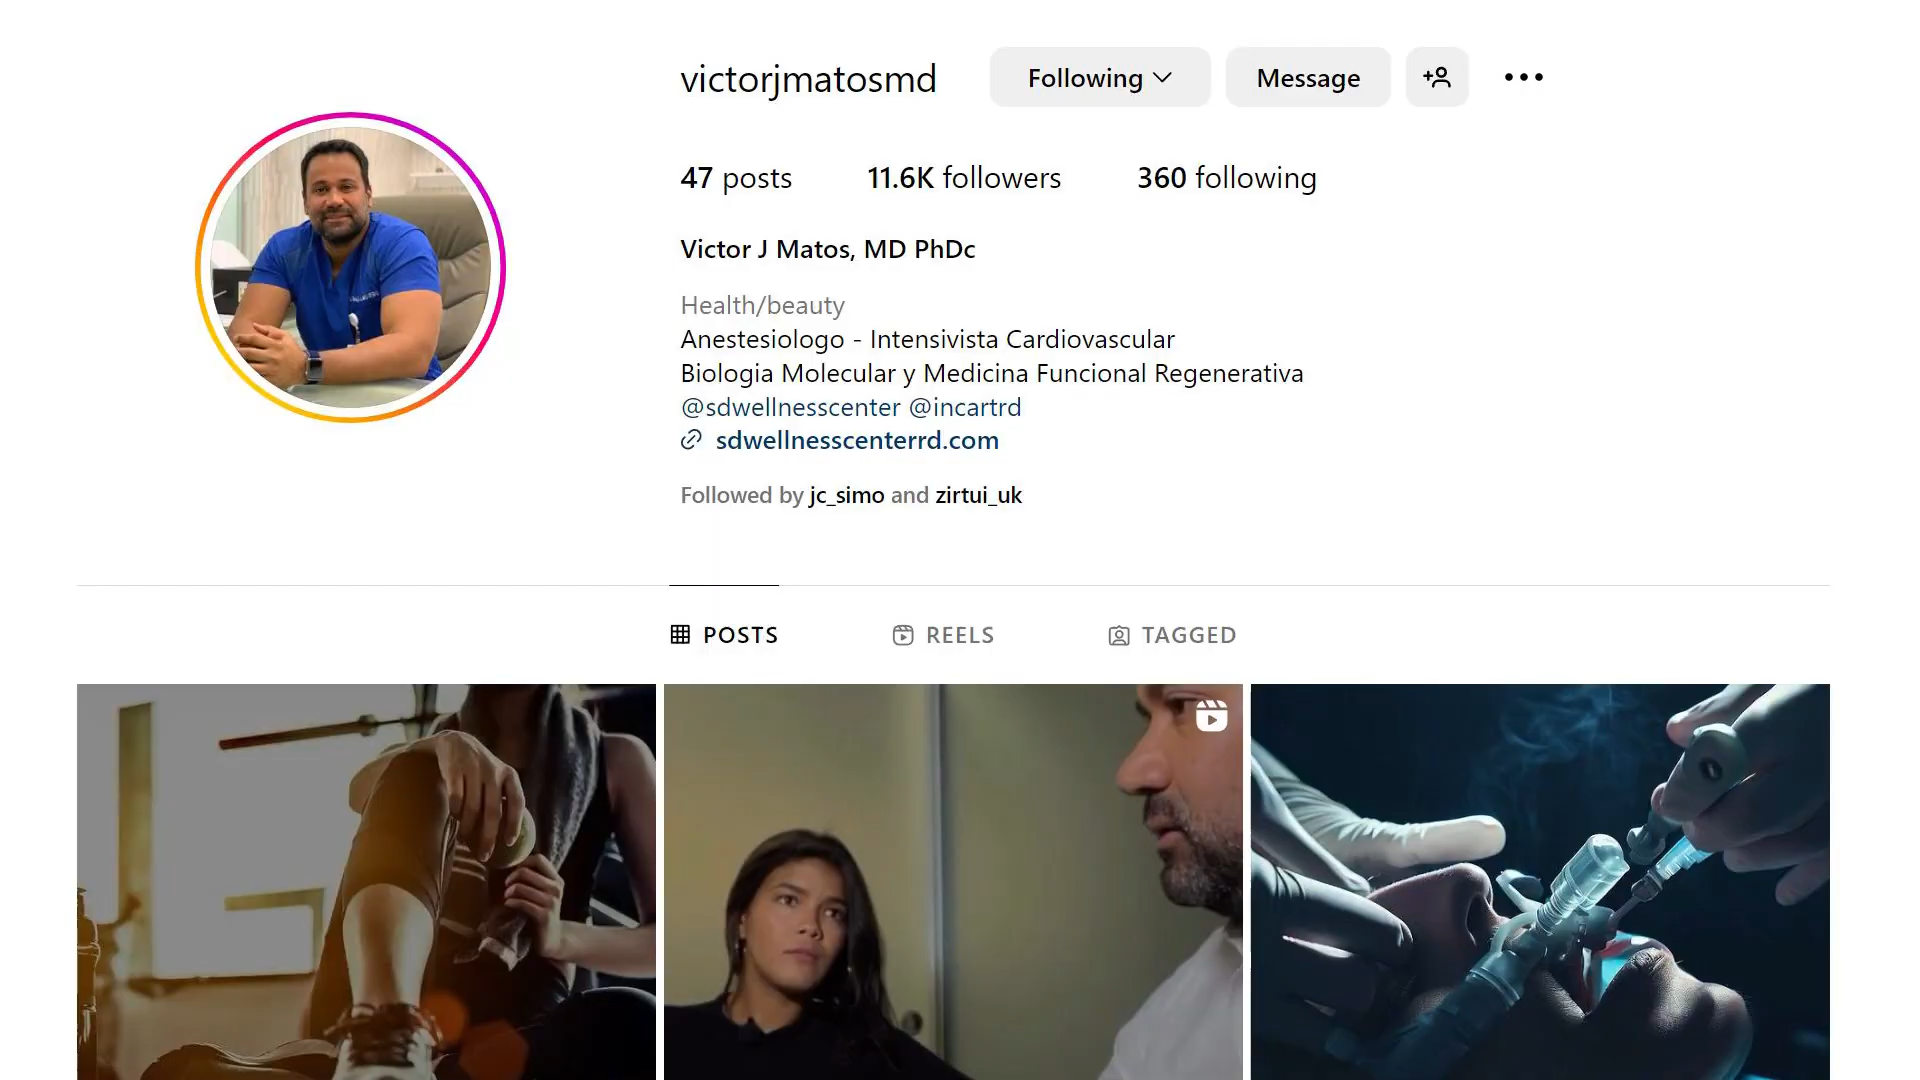 victorjmatosmd
Following
Message
47 posts
11.6K followers
360 following
Victor J Matos, MD PhDc
Health/beauty
Anestesiologo - Intensivista Cardiovascular
Biologia Molecular y Medicina Funcional Regenerativa
@sdwellnesscenter @incartrd
sdwellnesscenterrd.com
Followed by jc_simo and zirtui_uk
POSTS
REELS
TAGGED